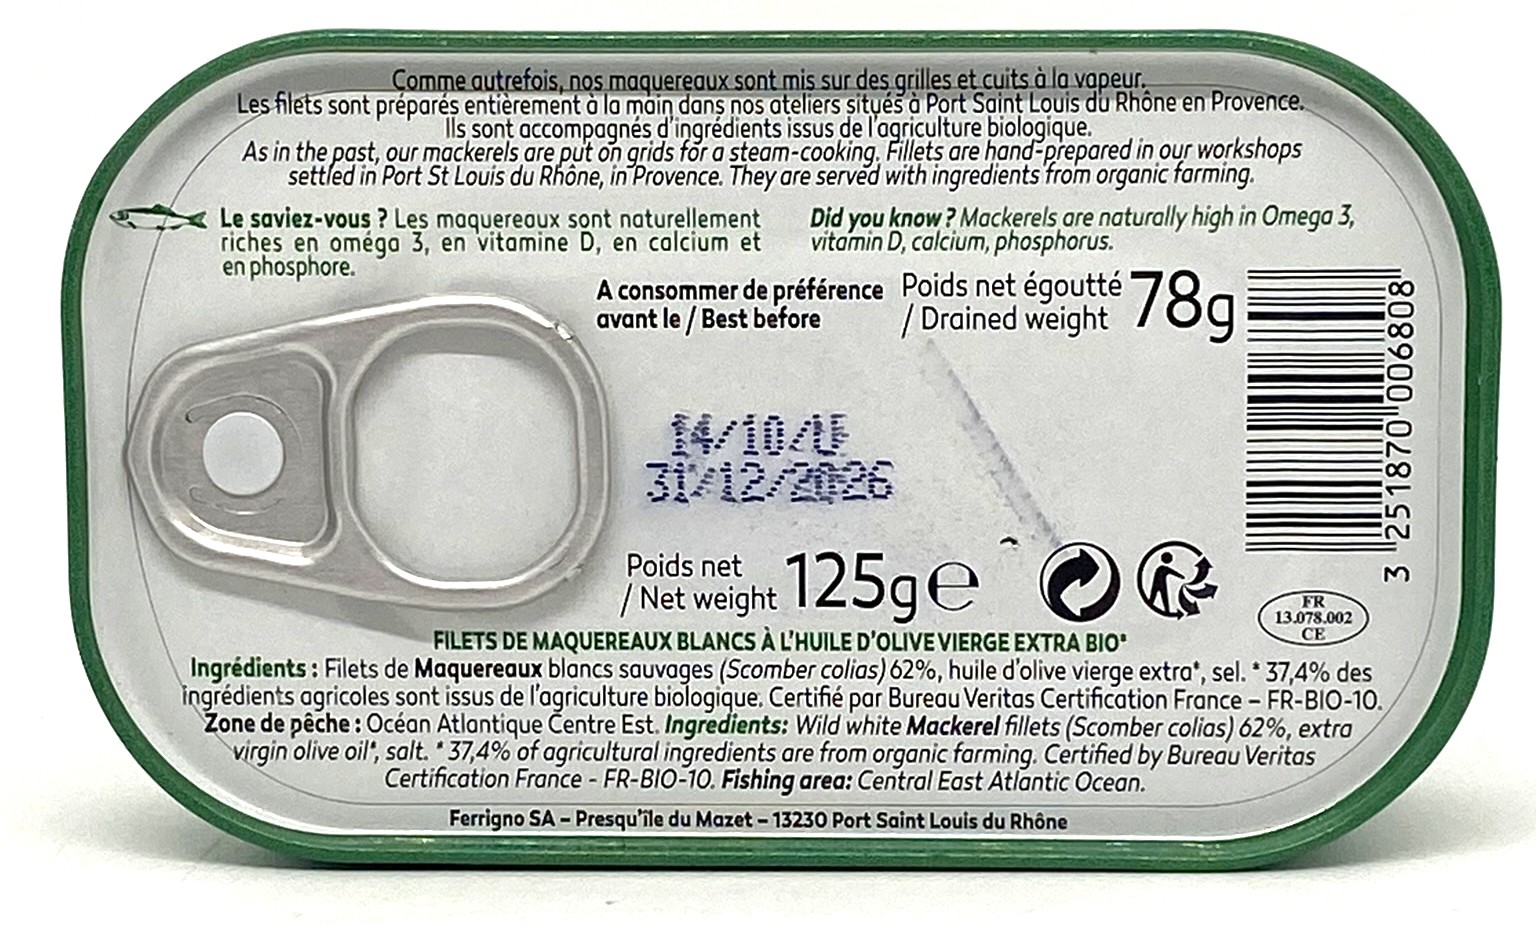 Comme autrefois, nos maquereaux sont mis sur des grilles et cuits à la vapeur.
Les filets sont préparés entièrement à la main dans nos ateliers situés à Port Saint Louis du Rhône en Provence.
Ils sont accompagnés d'ingrédients issus de l'agriculture biologique.
As in the past, our mackerels are put on grids for a steam-cooking. Fillets are hand-prepared in our workshops
settled in Port St Louis du Rhône, in Provence. They are served with ingredients from organic farming.
Le saviez-vous ? Les maquereaux sont naturellement
riches en oméga 3, en vitamine D, en calcium et
en phosphore.
Did you know ? Mackerels are naturally high in Omega 3,
vitamin D, calcium, phosphorus.
A consommer de préférence
avant le / Best before
Poids net égoutté
/ Drained weight 78g
14/10/LF
31/12/2026
3 251870 006808
Poids net
/ Net weight 125g e
FR
13.078.002
CE
FILETS DE MAQUEREAUX BLANCS À L'HUILE D'OLIVE VIERGE EXTRA BIO*
Ingrédients : Filets de Maquereaux blancs sauvages (Scomber colias) 62%, huile d'olive vierge extra*, sel. * 37,4% des
ingrédients agricoles sont issus de l'agriculture biologique. Certifié par Bureau Veritas Certification France – FR-BIO-10.
Zone de pêche : Océan Atlantique Centre Est. Ingredients: Wild white Mackerel fillets (Scomber colias) 62%, extra
virgin olive oil*, salt. * 37,4% of agricultural ingredients are from organic farming. Certified by Bureau Veritas
Certification France - FR-BIO-10. Fishing area: Central East Atlantic Ocean.
Ferrigno SA – Presqu'île du Mazet – 13230 Port Saint Louis du Rhône